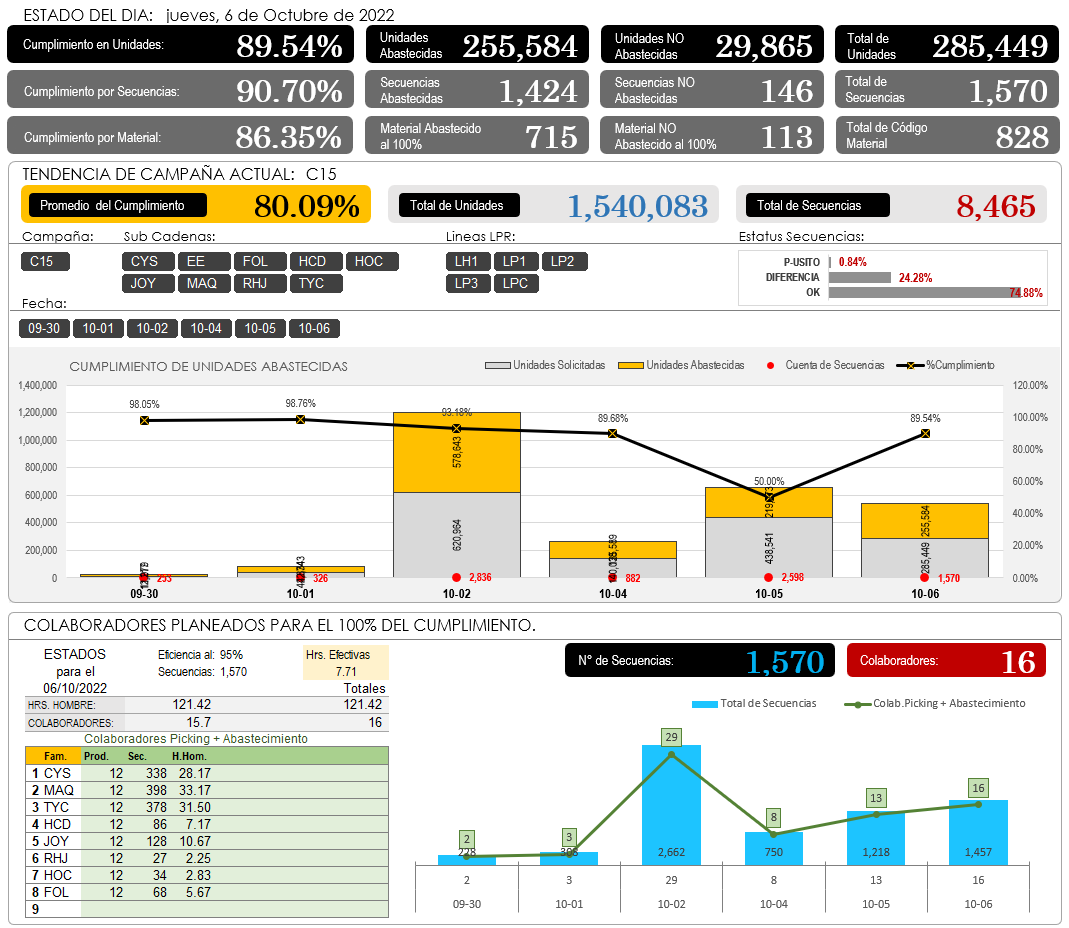 ESTADO DEL DIA: jueves, 6 de Octubre de 2022
Cumplimiento en Unidades: 89.54%
Unidades Abastecidas 255,584
Unidades NO Abastecidas 29,865
Total de Unidades 285,449
Cumplimiento por Secuencias: 90.70%
Secuencias Abastecidas 1,424
Secuencias NO Abastecidas 146
Total de Secuencias 1,570
Cumplimiento por Material: 86.35%
Material Abastecido al 100% 715
Material NO Abastecido al 100% 113
Total de Código Material 828
TENDENCIA DE CAMPAÑA ACTUAL: C15
Promedio del Cumplimiento 80.09%
Total de Unidades 1,540,083
Total de Secuencias 8,465
Campaña: Sub Cadenas: Lineas LPR: Estatus Secuencias:
C15 CYS EE FOL HCD HOC LH1 LP1 LP2
JOY MAQ RHJ TYC LP3 LPC
P-USITO 0.84%
DIFERENCIA 24.28%
OK 74.88%
Fecha:
09-30 10-01 10-02 10-04 10-05 10-06
CUMPLIMIENTO DE UNIDADES ABASTECIDAS
Unidades Solicitadas Unidades Abastecidas Cuenta de Secuencias %Cumplimiento
1,400,000 120.00%
1,200,000 100.00%
1,000,000 80.00%
800,000
600,000 60.00%
400,000 40.00%
200,000 20.00%
0 0.00%
98.05% 98.76% 93.18% 89.68% 50.00% 89.54%
578,643 255,584
620,964 438,541 285,449
253 326 2,836 882 2,598 1,570
09-30 10-01 10-02 10-04 10-05 10-06
COLABORADORES PLANEADOS PARA EL 100% DEL CUMPLIMIENTO.
ESTADOS para el 06/10/2022
Eficiencia al: 95%
Secuencias: 1,570
Hrs. Efectivas
7.71
Totales
HRS. HOMBRE: 121.42 121.42
COLABORADORES: 15.7 16
Colaboradores Picking + Abastecimiento
Fam. Prod. Sec. H.Hom.
1 CYS 12 338 28.17
2 MAQ 12 398 33.17
3 TYC 12 378 31.50
4 HCD 12 86 7.17
5 JOY 12 128 10.67
6 RHJ 12 27 2.25
7 HOC 12 34 2.83
8 FOL 12 68 5.67
9
N° de Secuencias: 1,570
Colaboradores: 16
Total de Secuencias Colab.Picking + Abastecimiento
2 3 29 8 13 16
228 2,662 750 1,218 1,457
2 3 29 8 13 16
09-30 10-01 10-02 10-04 10-05 10-06